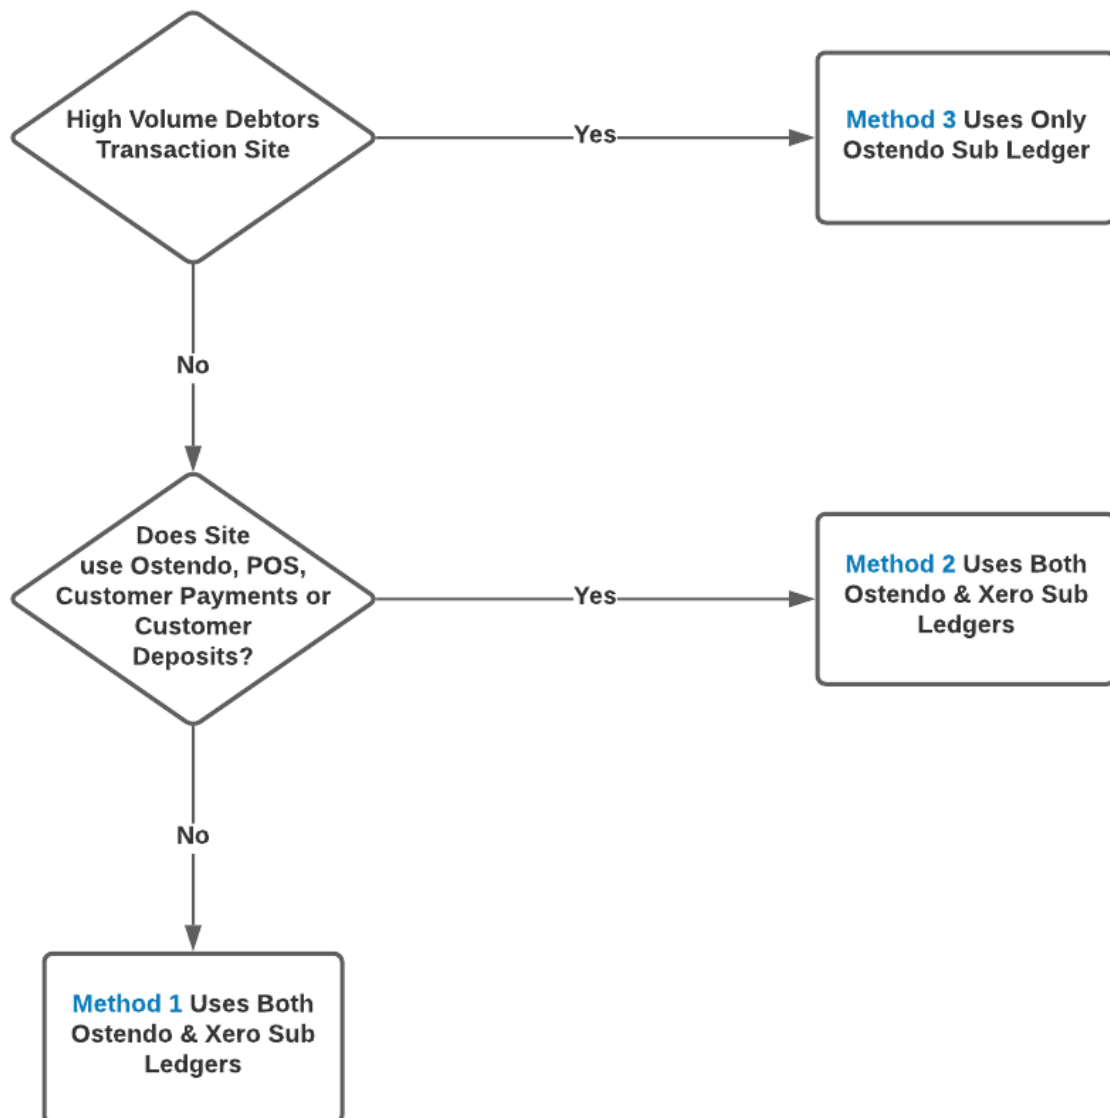 High Volume Debtors
Transaction Site
Yes
Method 3 Uses Only
Ostendo Sub Ledger
No
Does Site
use Ostendo, POS,
Customer Payments or
Customer
Deposits?
Yes
Method 2 Uses Both
Ostendo & Xero Sub
Ledgers
No
Method 1 Uses Both
Ostendo & Xero Sub
Ledgers